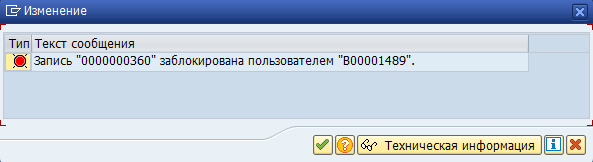 Изменение
Тип Текст сообщения
Запись "0000000360" заблокирована пользователем "B00001489".
Техническая информация